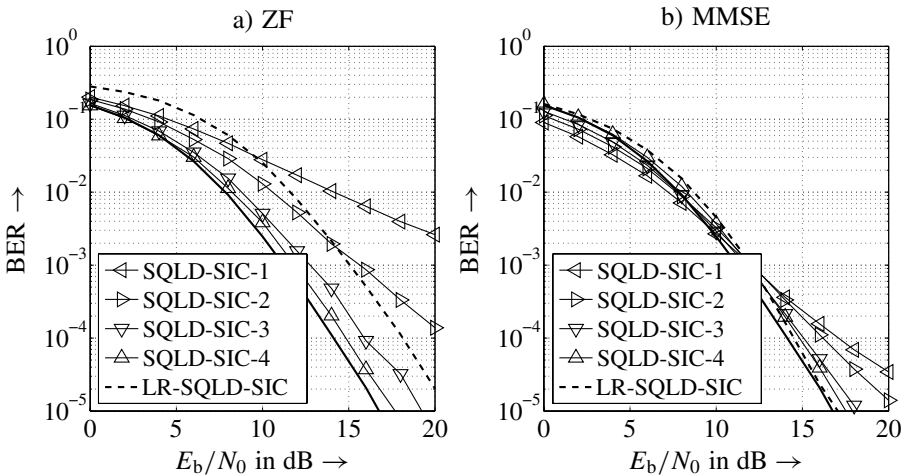 a) ZF
BER →
10^0
10^-1
10^-2
10^-3
10^-4
10^-5
SQLD-SIC-1
SQLD-SIC-2
SQLD-SIC-3
SQLD-SIC-4
LR-SQLD-SIC
0 5 10 15 20
E_b/N_0 in dB →
b) MMSE
BER →
10^0
10^-1
10^-2
10^-3
10^-4
10^-5
SQLD-SIC-1
SQLD-SIC-2
SQLD-SIC-3
SQLD-SIC-4
LR-SQLD-SIC
0 5 10 15 20
E_b/N_0 in dB →